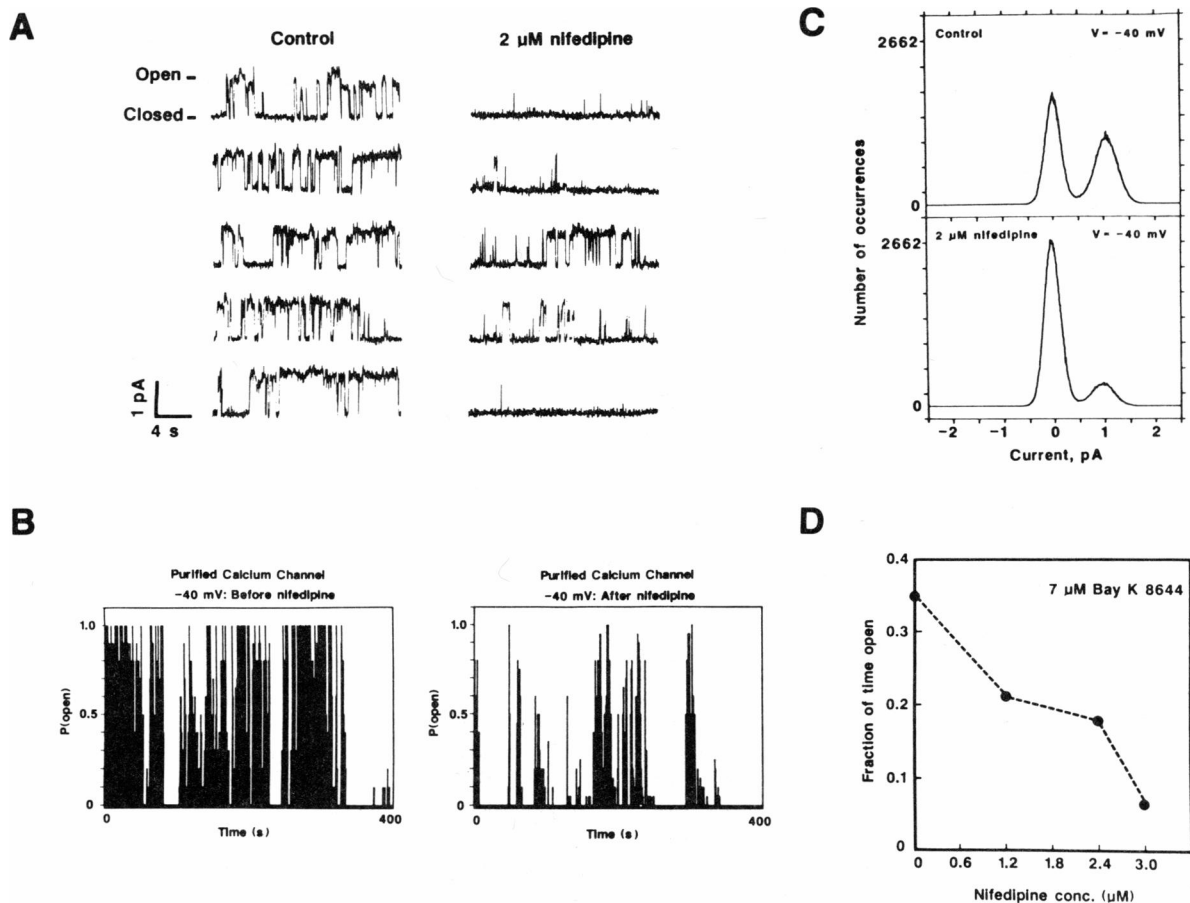 A
Control
2 µM nifedipine
Open
Closed
1 pA
4 s
B
Purified Calcium Channel
−40 mV: Before nifedipine
P(open)
1.0
0.5
0
0
400
Time (s)
Purified Calcium Channel
−40 mV: After nifedipine
P(open)
1.0
0.5
0
0
400
Time (s)
C
Number of occurrences
2662
Control
V = -40 mV
0
2662
2 µM nifedipine
V = -40 mV
0
−2
−1
0
1
2
Current, pA
D
Fraction of time open
7 µM Bay K 8644
0.4
0.3
0.2
0.1
0
0
0.6
1.2
1.8
2.4
3.0
Nifedipine conc. (µM)